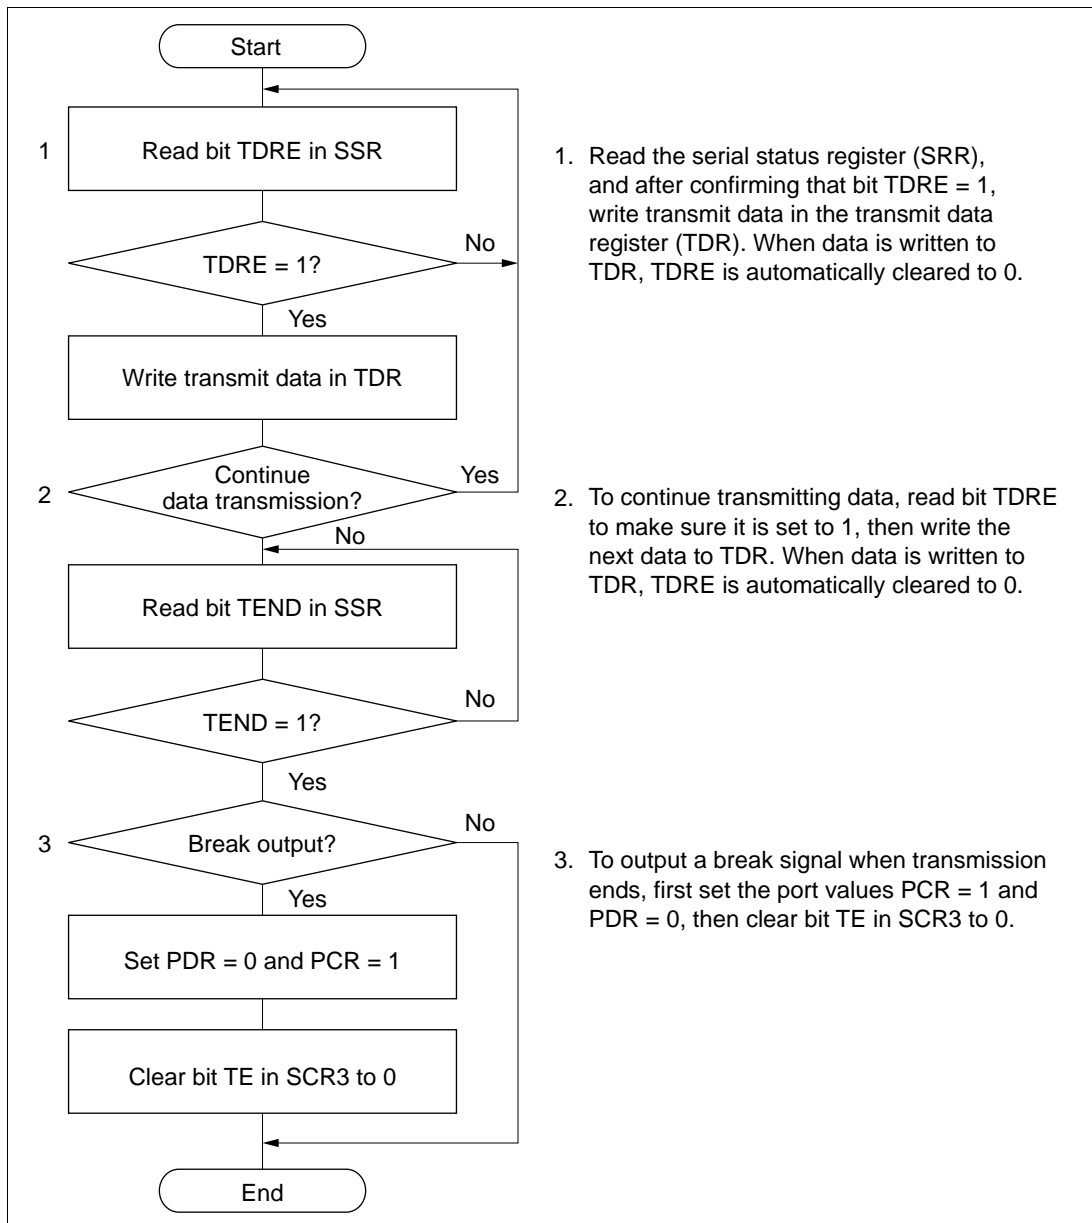 Start
1
Read bit TDRE in SSR
TDRE = 1?
No
Yes
Write transmit data in TDR
2
Continue
data transmission?
Yes
No
Read bit TEND in SSR
TEND = 1?
No
Yes
3
Break output?
No
Yes
Set PDR = 0 and PCR = 1
Clear bit TE in SCR3 to 0
End
1. Read the serial status register (SRR),
and after confirming that bit TDRE = 1,
write transmit data in the transmit data
register (TDR). When data is written to
TDR, TDRE is automatically cleared to 0.
2. To continue transmitting data, read bit TDRE
to make sure it is set to 1, then write the
next data to TDR. When data is written to
TDR, TDRE is automatically cleared to 0.
3. To output a break signal when transmission
ends, first set the port values PCR = 1 and
PDR = 0, then clear bit TE in SCR3 to 0.